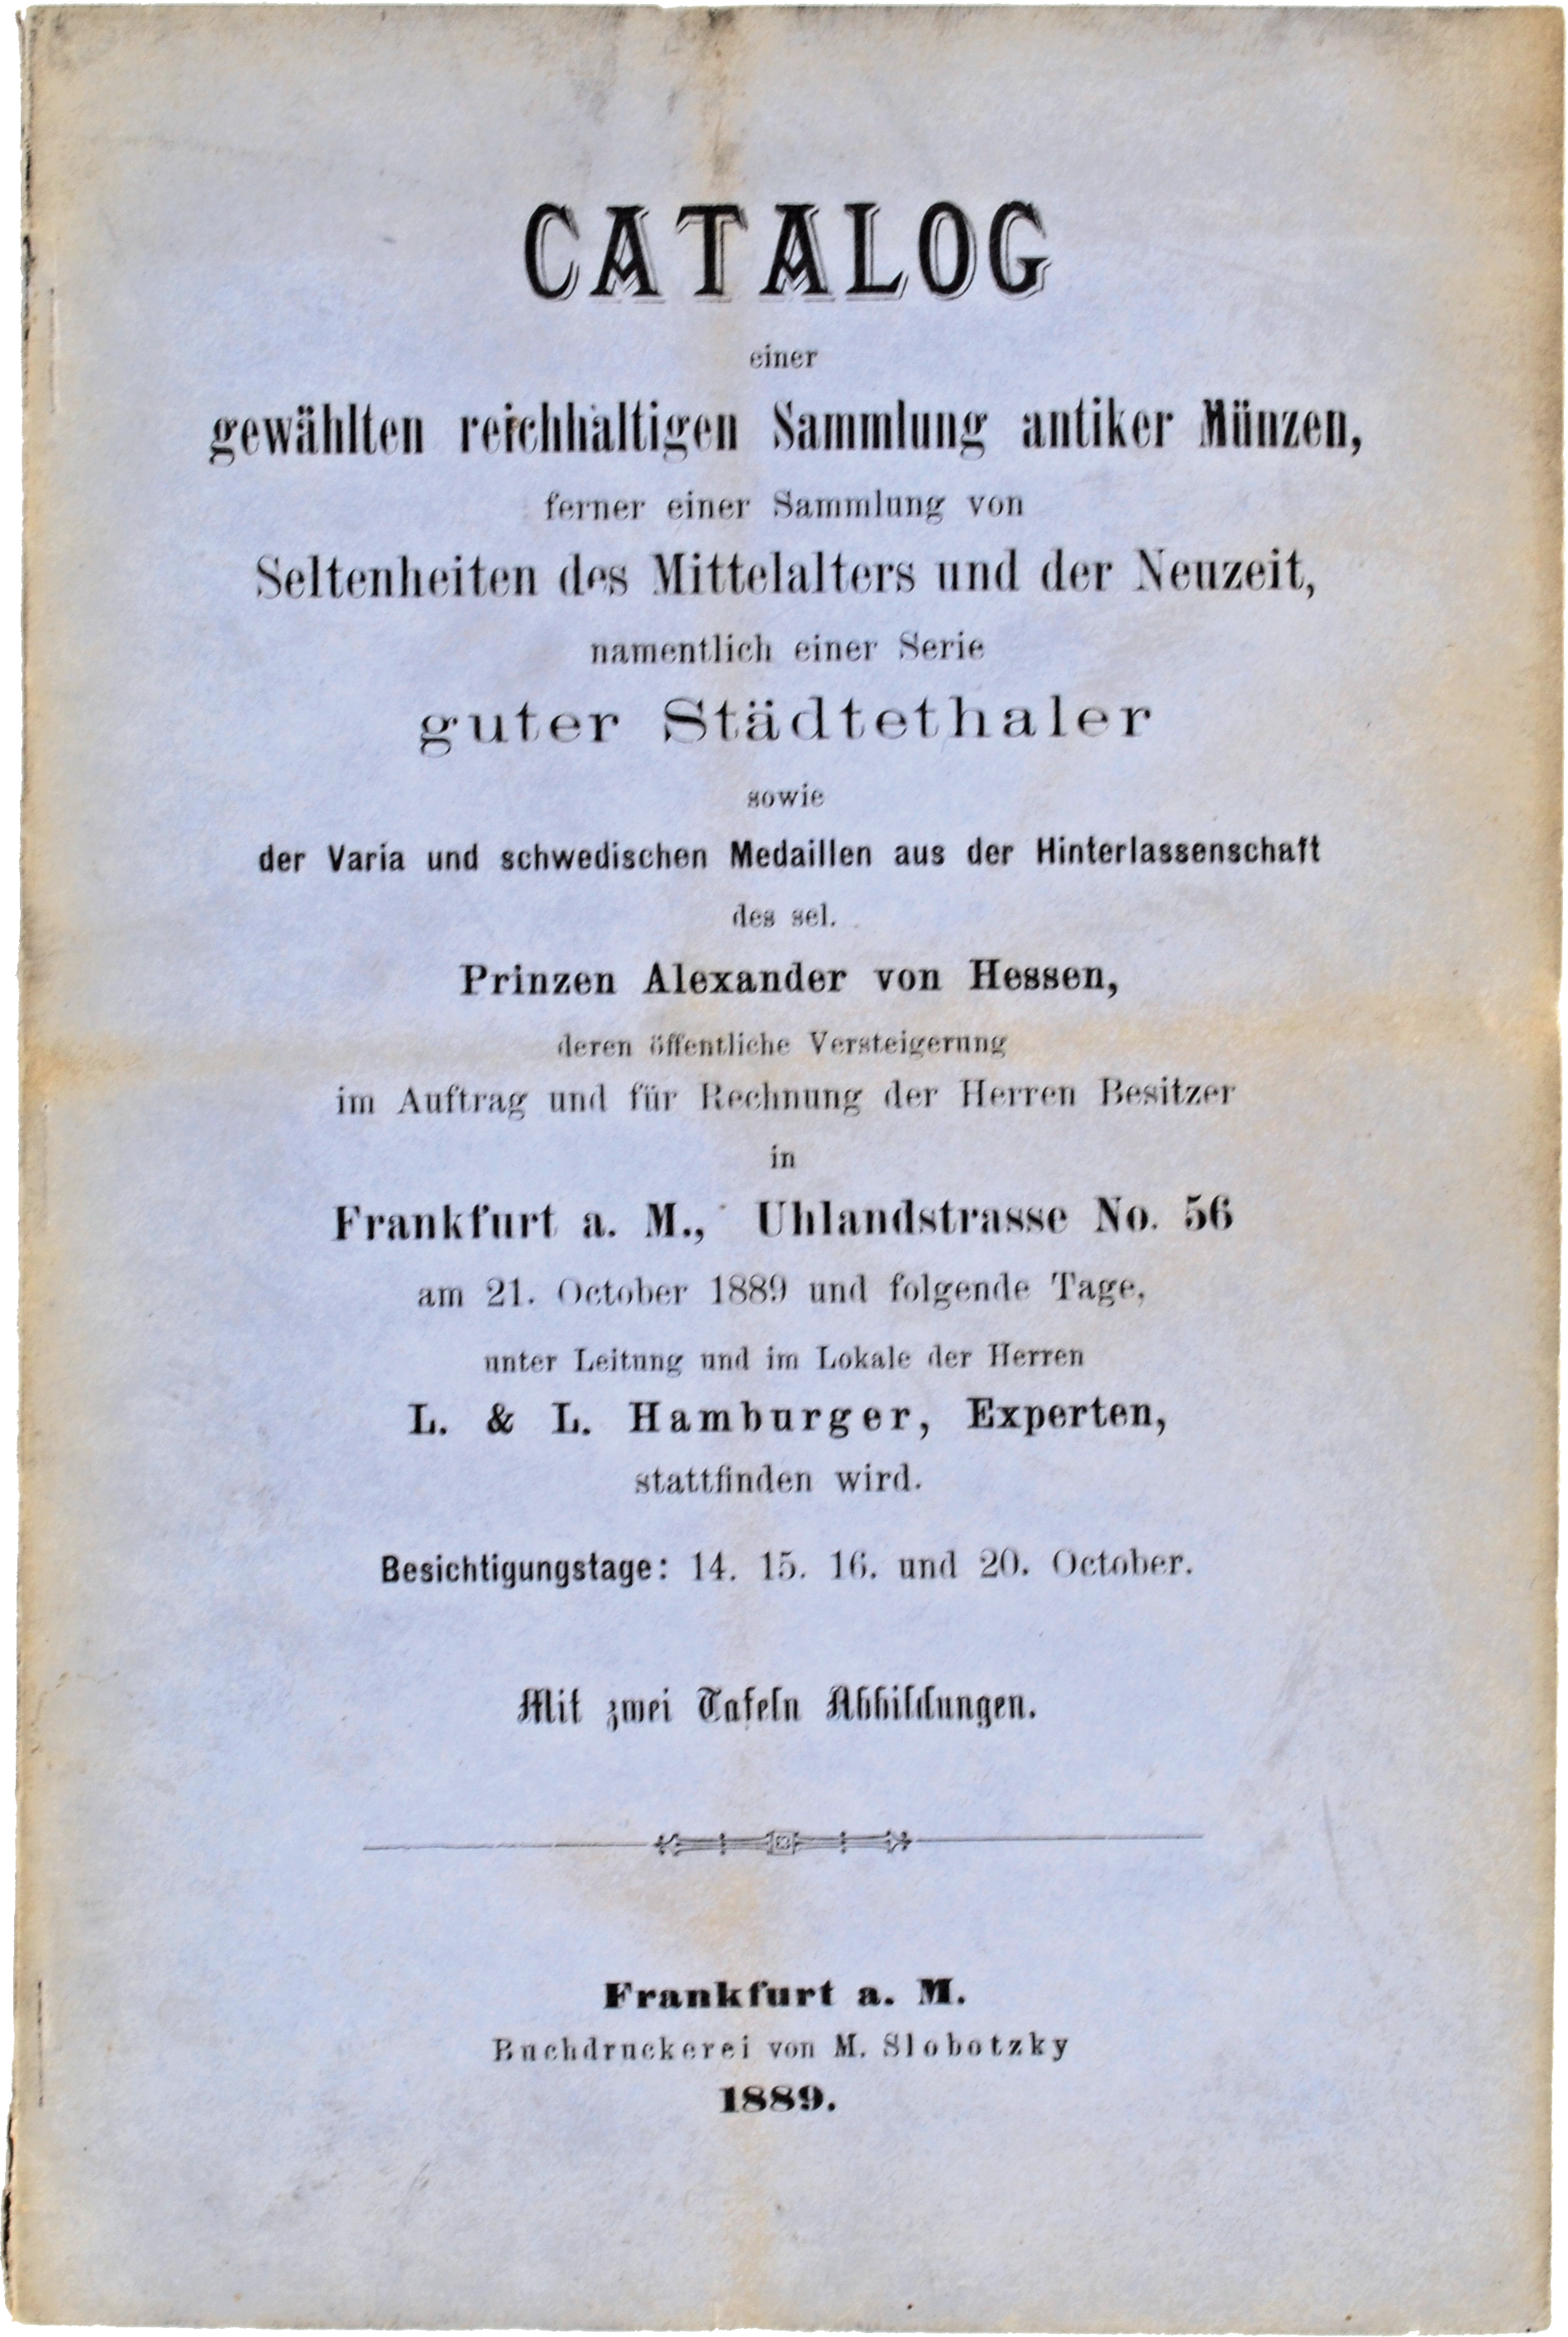 CATALOG
einer
gewählten reichhaltigen Sammlung antiker Münzen,
ferner einer Sammlung von
Seltenheiten des Mittelalters und der Neuzeit,
namentlich einer Serie
guter Städtethaler
sowie
der Varia und schwedischen Medaillen aus der Hinterlassenschaft
des sel.
Prinzen Alexander von Hessen,
deren öffentliche Versteigerung
im Auftrag und für Rechnung der Herren Besitzer
in
Frankfurt a. M., Uhlandstrasse No. 56
am 21. October 1889 und folgende Tage,
unter Leitung und im Lokale der Herren
L. & L. Hamburger, Experten,
stattfinden wird.
Besichtigungstage: 14. 15. 16. und 20. October.
Mit zwei Tafeln Abbildungen.
Frankfurt a. M.
Buchdruckerei von M. Slobotzky
1889.